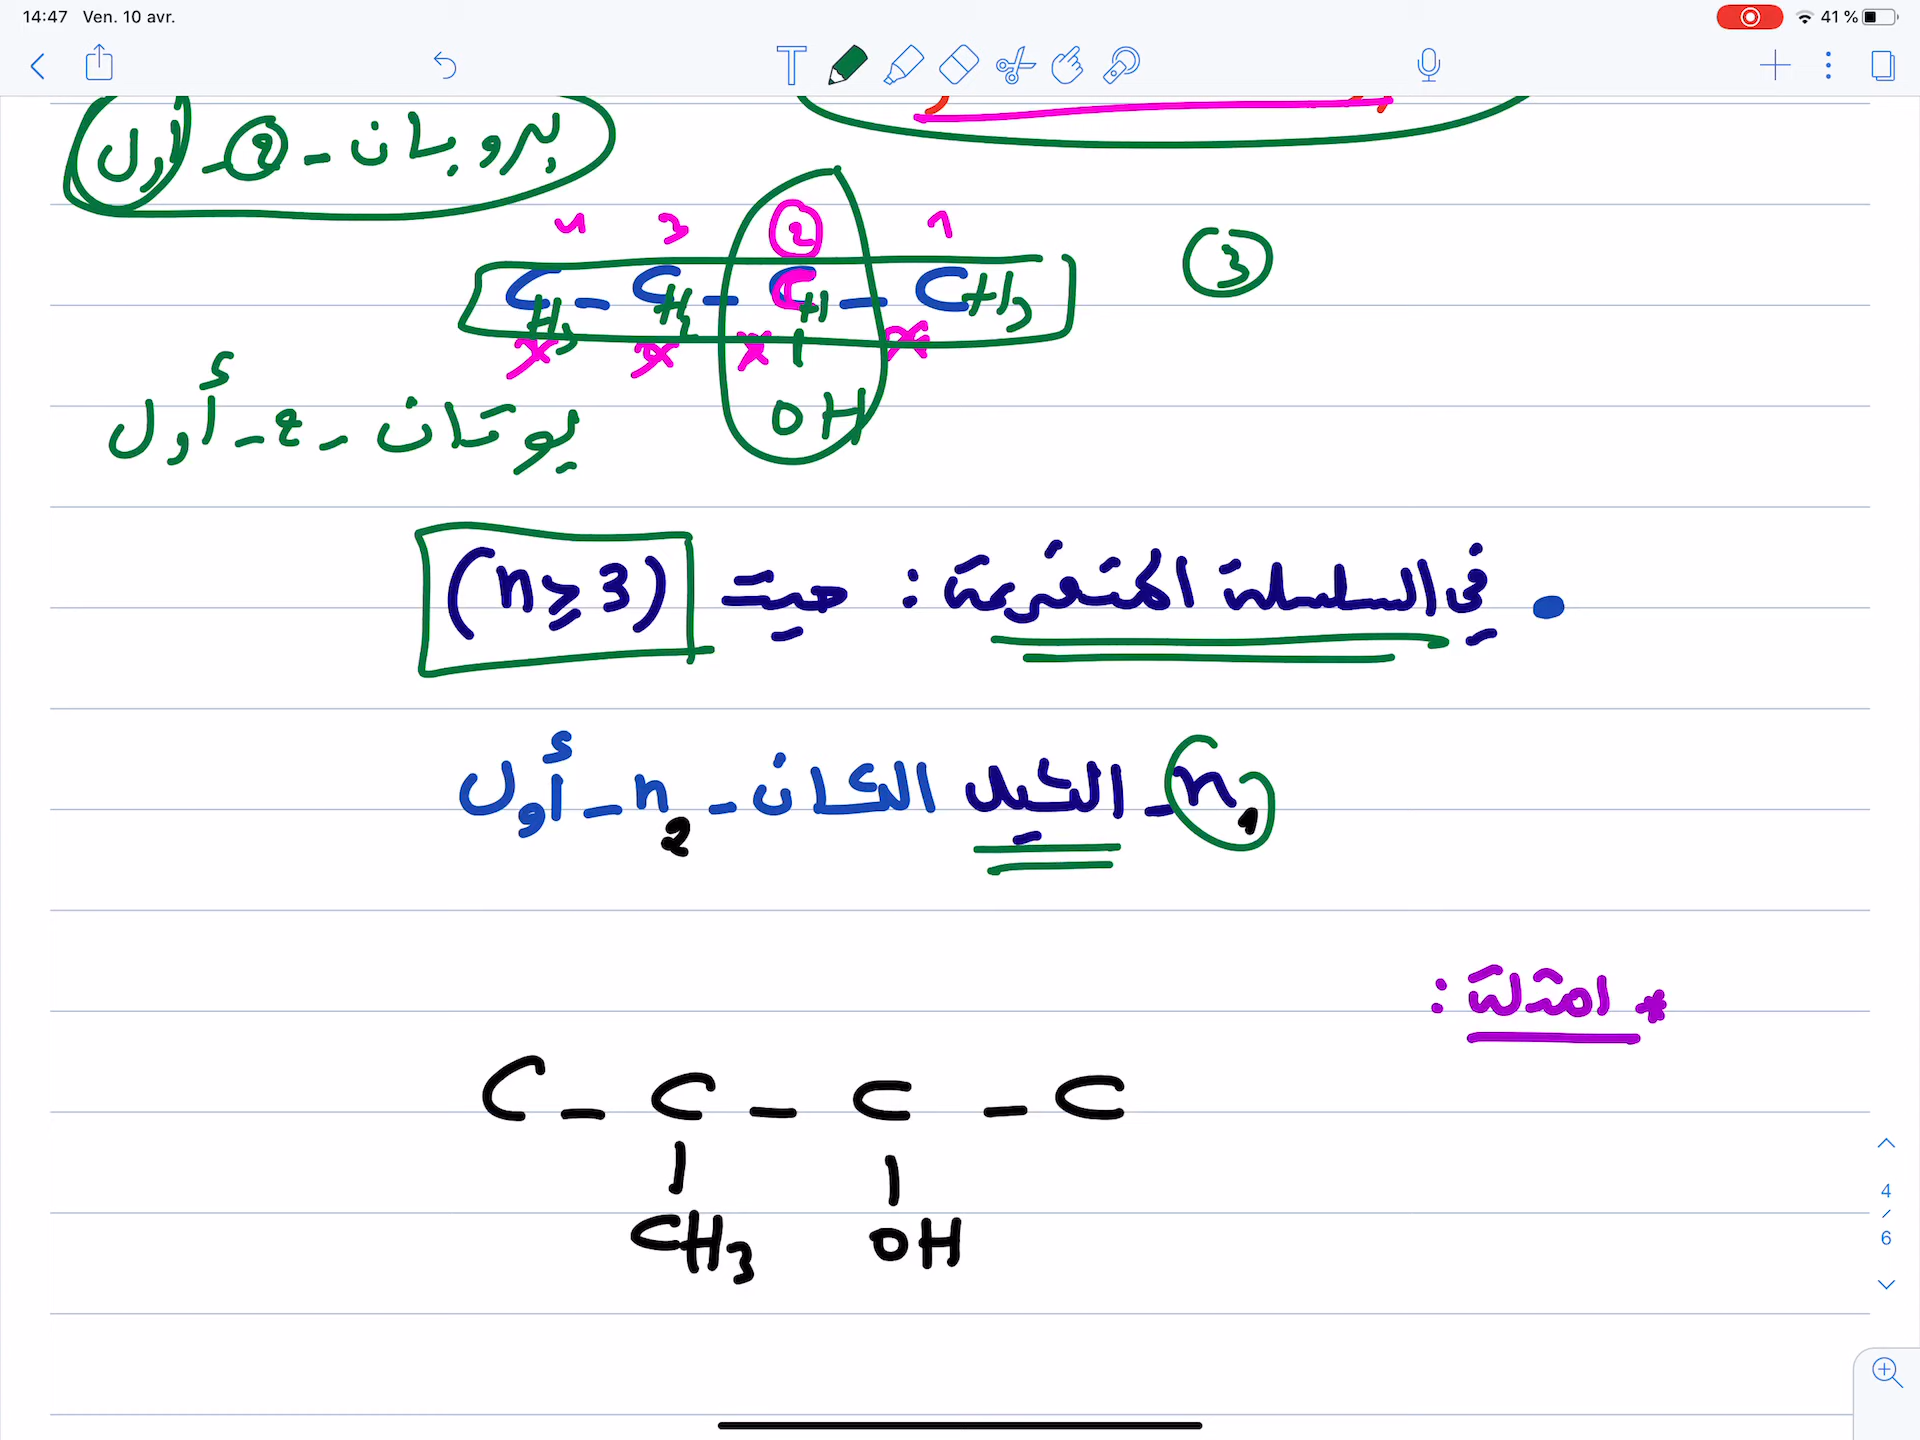 14:47 Ven. 10 avr. 41 %
بروبان - 2 - أول
4 3 2 1
CH3 - CH2 - CH - CH3
3
OH
بوتان - 2 - أول
• في السلسلة المتفرعة : حيث (n ≥ 3)
n1 - الكيل الكان - n2 - أول
* امثلة :
C - C - C - C
CH3 OH
4
/
6